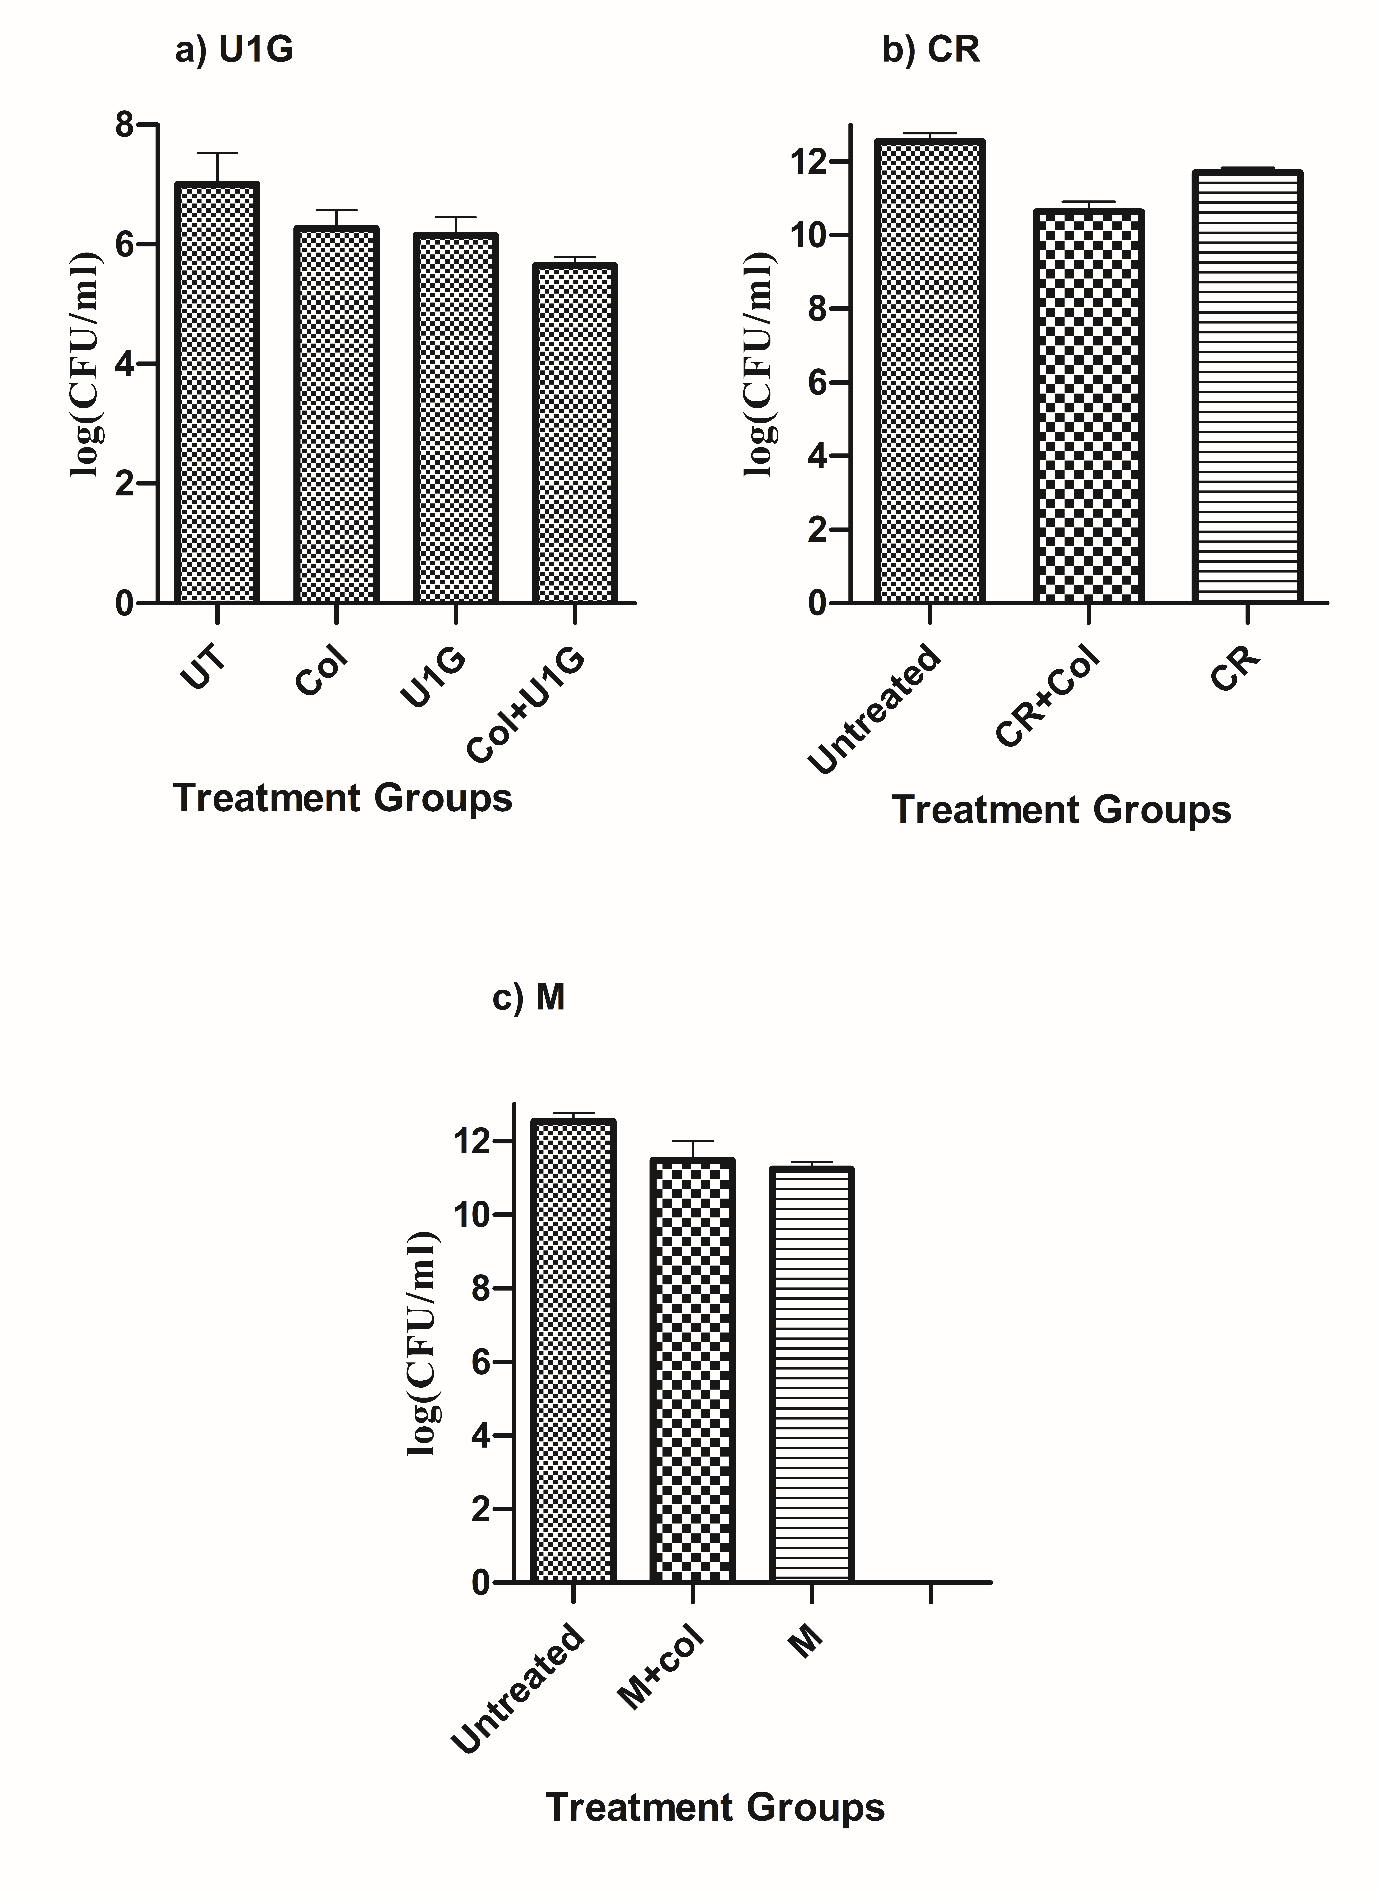 a) U1G
8
6
4
2
0
log(CFU/ml)
UT
Col
U1G
Col+U1G
Treatment Groups
b) CR
12
10
8
6
4
2
0
log(CFU/ml)
Untreated
CR+Col
CR
Treatment Groups
c) M
12
10
8
6
4
2
0
log(CFU/ml)
Untreated
M+col
M
Treatment Groups